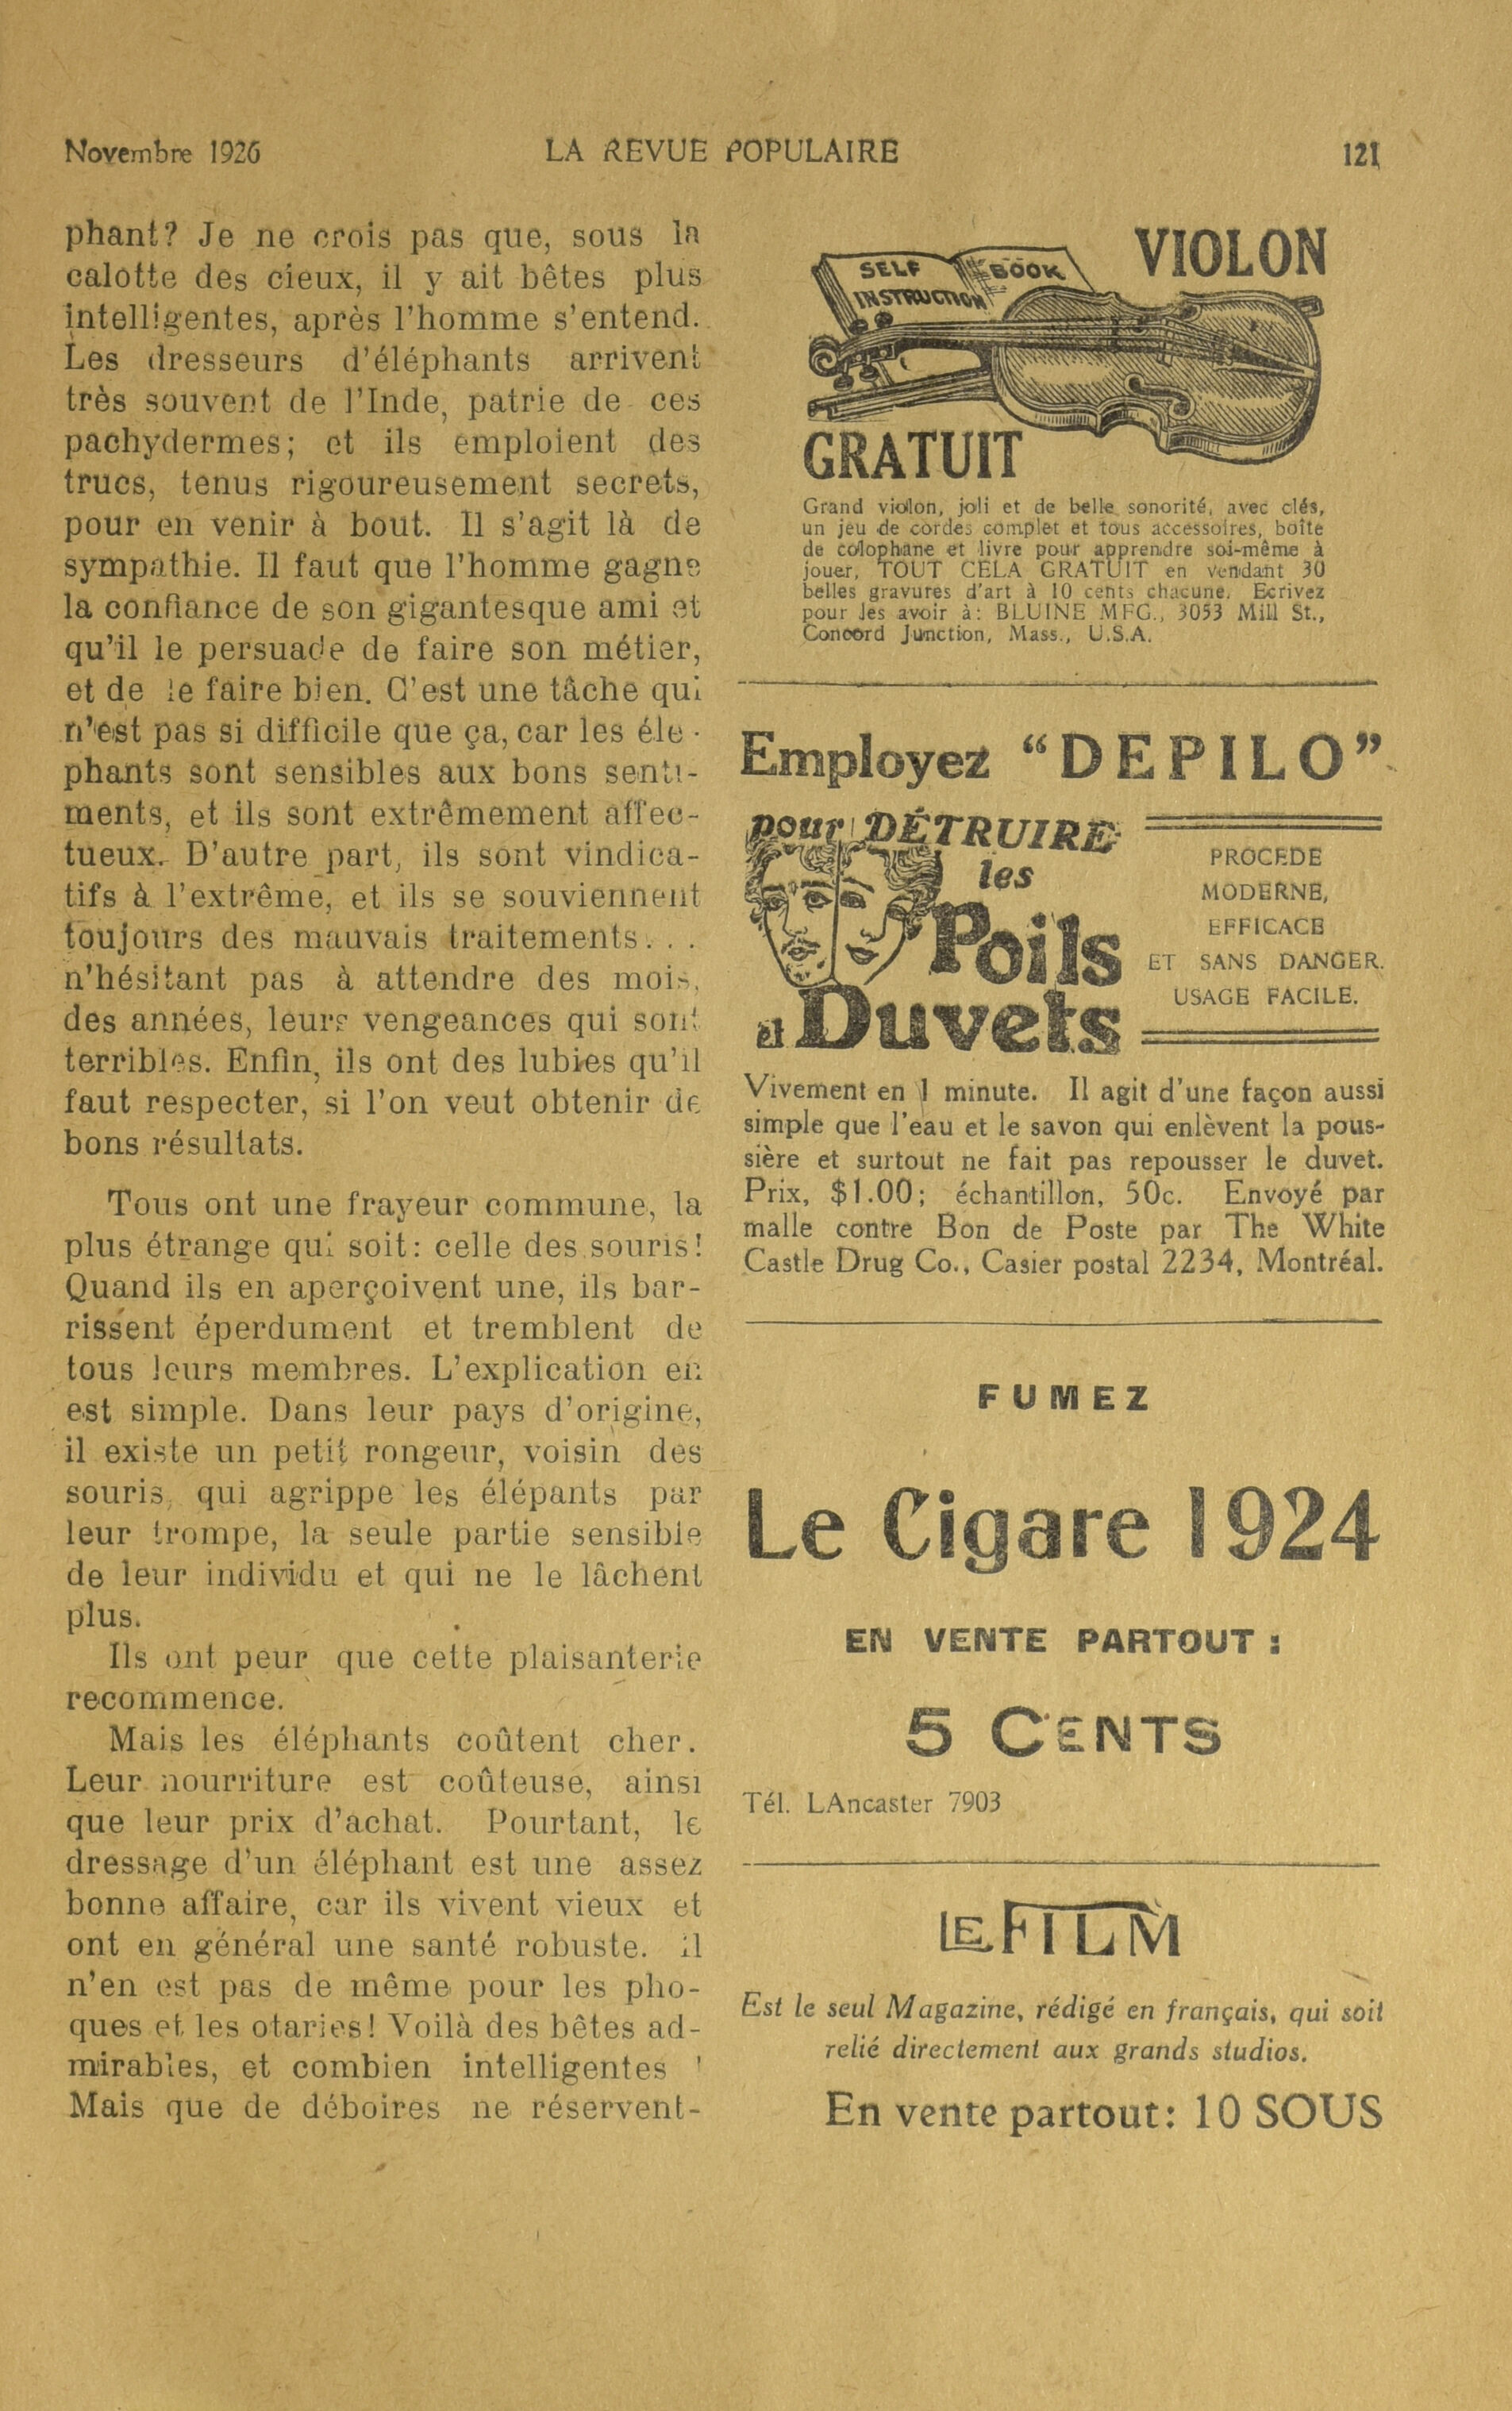 Novembre 1926 LA REVUE POPULAIRE 121
phant? Je ne crois pas que, sous la
calotte des cieux, il y ait bêtes plus
intelligentes, après l'homme s'entend.
Les dresseurs d'éléphants arrivent
très souvent de l'Inde, patrie de ces
pachydermes; et ils emploient des
trucs, tenus rigoureusement secrets,
pour en venir à bout. Il s'agit là de
sympathie. Il faut que l'homme gagne
la confiance de son gigantesque ami et
qu'il le persuade de faire son métier,
et de le faire bien. C'est une tâche qui
n'est pas si difficile que ça, car les élé-
phants sont sensibles aux bons senti-
ments, et ils sont extrêmement affec-
tueux. D'autre part, ils sont vindica-
tifs à l'extrême, et ils se souviennent
toujours des mauvais traitements...
n'hésitant pas à attendre des mois,
des années, leurs vengeances qui sont
terribles. Enfin, ils ont des lubies qu'il
faut respecter, si l'on veut obtenir de
bons résultats.
Tous ont une frayeur commune, la
plus étrange qui soit: celle des souris!
Quand ils en aperçoivent une, ils bar-
rissent éperdument et tremblent de
tous leurs membres. L'explication en
est simple. Dans leur pays d'origine,
il existe un petit rongeur, voisin des
souris, qui agrippe les élépants par
leur trompe, la seule partie sensible
de leur individu et qui ne le lâchent
plus.
Ils ont peur que cette plaisanterie
recommence.
Mais les éléphants coûtent cher.
Leur nourriture est coûteuse, ainsi
que leur prix d'achat. Pourtant, le
dressage d'un éléphant est une assez
bonne affaire, car ils vivent vieux et
ont en général une santé robuste. Il
n'en est pas de même pour les pho-
ques et les otaries! Voilà des bêtes ad-
mirables, et combien intelligentes !
Mais que de déboires ne réservent-
VIOLON
SELF BOOK
INSTRUCTION
GRATUIT
Grand violon, joli et de belle sonorité, avec clés,
un jeu de cordes complet et tous accessoires, boîte
de colophane et livre pour apprendre soi-même à
jouer, TOUT CELA GRATUIT en vendant 30
belles gravures d'art à 10 cents chacune. Ecrivez
pour les avoir à: BLUINE MFG., 3053 Mill St.,
Concord Junction, Mass., U.S.A.
Employez "DEPILO"
pour DÉTRUIRE
les
Poils
et Duvets
PROCEDE
MODERNE,
EFFICACE
ET SANS DANGER.
USAGE FACILE.
Vivement en 1 minute. Il agit d'une façon aussi
simple que l'eau et le savon qui enlèvent la pous-
sière et surtout ne fait pas repousser le duvet.
Prix, $1.00; échantillon, 50c. Envoyé par
malle contre Bon de Poste par The White
Castle Drug Co., Casier postal 2234, Montréal.
FUMEZ
Le Cigare 1924
EN VENTE PARTOUT :
5 CENTS
Tél. LAncaster 7903
LE FILM
Est le seul Magazine, rédigé en français, qui soit
relié directement aux grands studios.
En vente partout: 10 SOUS